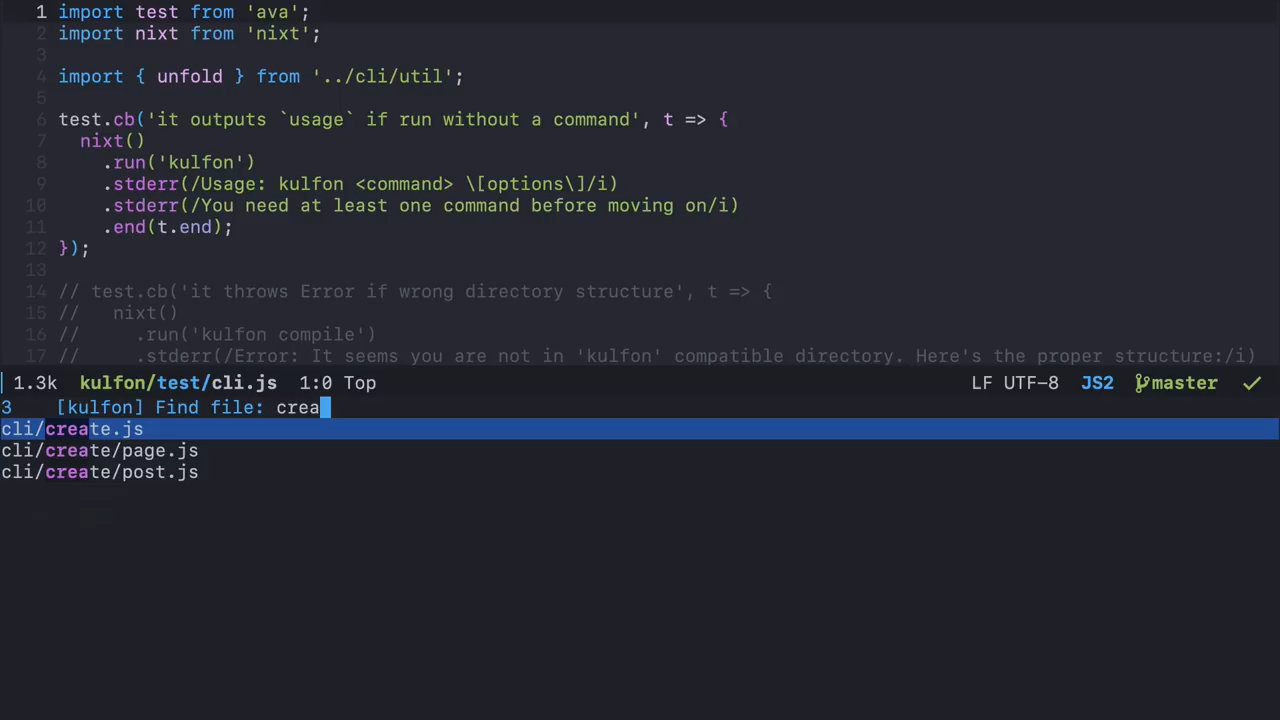 1 import test from 'ava';
2 import nixt from 'nixt';
3
4 import { unfold } from '../cli/util';
5
6 test.cb('it outputs `usage` if run without a command', t => {
7   nixt()
8     .run('kulfon')
9     .stderr(/Usage: kulfon <command> \[options\]/i)
10     .stderr(/You need at least one command before moving on/i)
11     .end(t.end);
12 });
13
14 // test.cb('it throws Error if wrong directory structure', t => {
15 //   nixt()
16 //     .run('kulfon compile')
17 //     .stderr(/Error: It seems you are not in 'kulfon' compatible directory. Here's the proper structure:/i)
1.3k kulfon/test/cli.js 1:0 Top LF UTF-8 JS2 master ✓
3 [kulfon] Find file: crea
cli/create.js
cli/create/page.js
cli/create/post.js